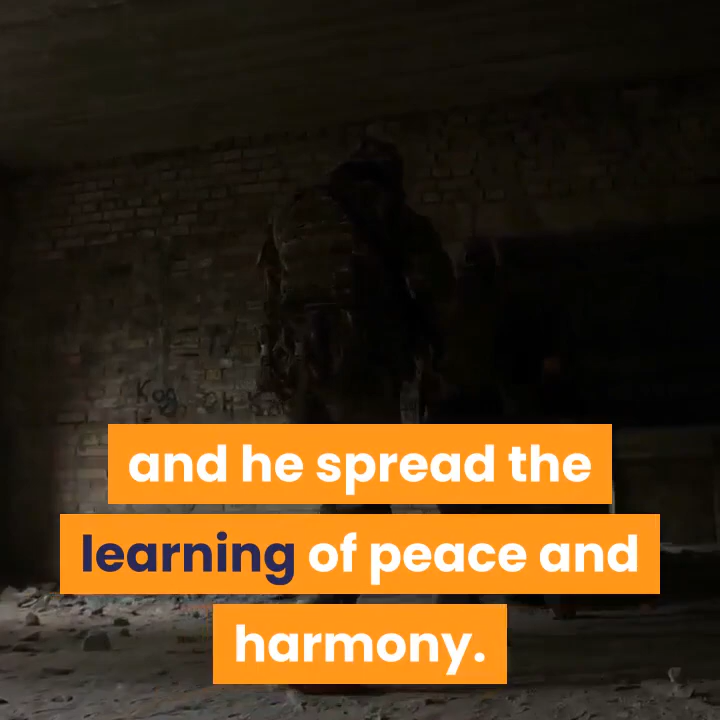 and he spread the
learning of peace and
harmony.